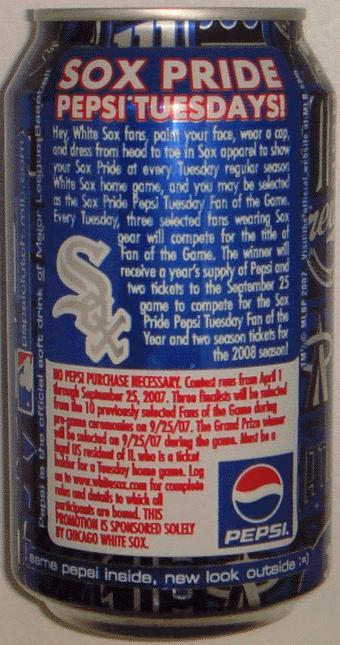 SOX PRIDE
PEPSI TUESDAYS!
Hey, White Sox fans, paint your face, wear a cap,
and dress from head to toe in Sox apparel to show
your Sox Pride at every Tuesday regular season
White Sox home game, and you may be selected
as the Sox Pride Pepsi Tuesday Fan of the Game.
Every Tuesday, three selected fans wearing Sox
gear will compete for the title of
Fan of the Game. The winner will
receive a year's supply of Pepsi and
two tickets to the September 25
game to compete for the Sox
Pride Pepsi Tuesday Fan of the
Year and two season tickets for
the 2008 season!
Sox
NO PEPSI PURCHASE NECESSARY. Contest runs from April 1
through September 25, 2007. Three finalists will be selected
from the 10 previously selected Fans of the Game during
pre-game ceremonies on 9/25/07. The Grand Prize winner
will be selected on 9/25/07 during the game. Must be a
legal US resident of IL who is a ticket
holder for a Tuesday home game. Log
on to www.whitesox.com for complete
rules and details to which all
participants are bound. THIS
PROMOTION IS SPONSORED SOLELY
BY CHICAGO WHITE SOX.
PEPSI
same pepsi inside, new look outside :)
Pepsi is the official soft drink of Major League Baseball